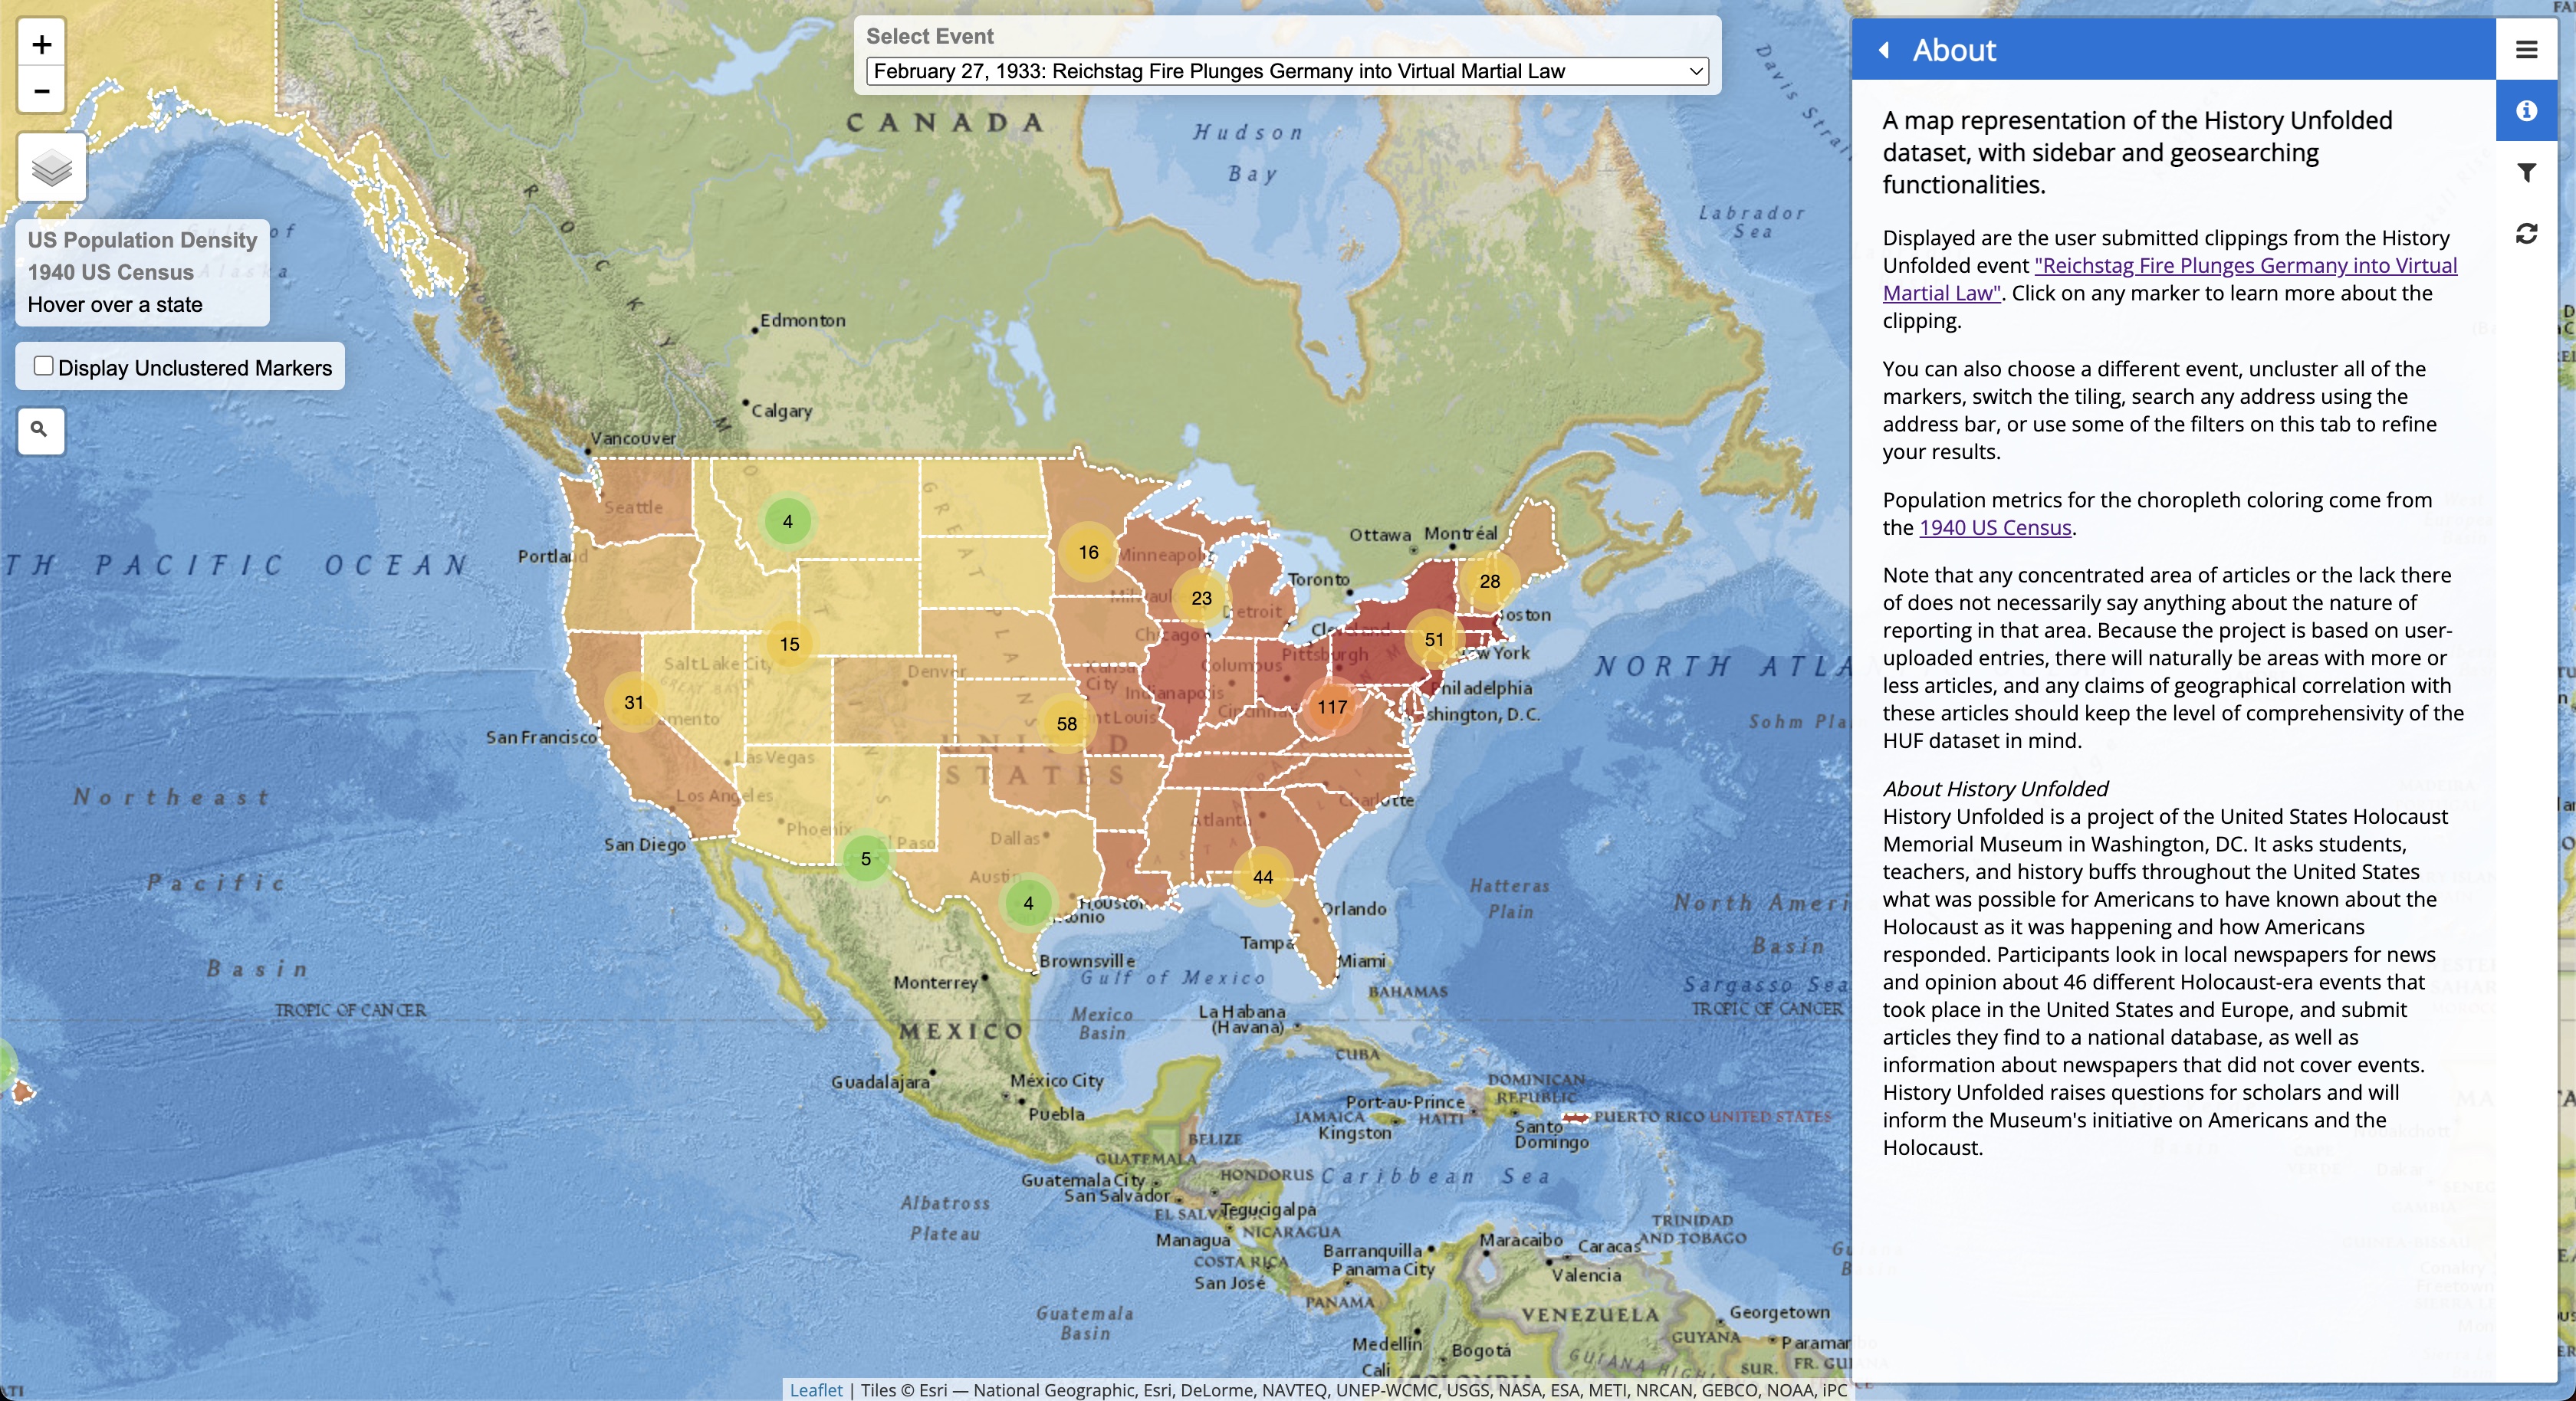 +
−
Select Event
February 27, 1933: Reichstag Fire Plunges Germany into Virtual Martial Law
US Population Density
1940 US Census
Hover over a state
Display Unclustered Markers
About
A map representation of the History Unfolded
dataset, with sidebar and geosearching
functionalities.
Displayed are the user submitted clippings from the History
Unfolded event "Reichstag Fire Plunges Germany into Virtual
Martial Law". Click on any marker to learn more about the
clipping.
You can also choose a different event, uncluster all of the
markers, switch the tiling, search any address using the
address bar, or use some of the filters on this tab to refine
your results.
Population metrics for the choropleth coloring come from
the 1940 US Census.
Note that any concentrated area of articles or the lack there
of does not necessarily say anything about the nature of
reporting in that area. Because the project is based on user-
uploaded entries, there will naturally be areas with more or
less articles, and any claims of geographical correlation with
these articles should keep the level of comprehensivity of the
HUF dataset in mind.
About History Unfolded
History Unfolded is a project of the United States Holocaust
Memorial Museum in Washington, DC. It asks students,
teachers, and history buffs throughout the United States
what was possible for Americans to have known about the
Holocaust as it was happening and how Americans
responded. Participants look in local newspapers for news
and opinion about 46 different Holocaust-era events that
took place in the United States and Europe, and submit
articles they find to a national database, as well as
information about newspapers that did not cover events.
History Unfolded raises questions for scholars and will
inform the Museum's initiative on Americans and the
Holocaust.
CANADA
Hudson
Bay
Davis Strait
Labrador
Sea
ROCKY
Edmonton
Calgary
Vancouver
Seattle
Portland
TH PACIFIC OCEAN
GREAT PLAINS
4
16
Minneapolis
23
Detroit
Ottawa
Montréal
Toronto
28
Boston
Chicago
Cleveland
51
New York
15
Salt Lake City
Denver
Kansas
City
Indianapolis
Columbus
Pittsburgh
Philadelphia
NORTH ATLA
31
Sacramento
58
Saint Louis
Cincinnati
117
Washington, D.C.
Sohm Pla
San Francisco
Las Vegas
UNITED
STATES
Northeast
Pacific
Basin
Los Angeles
Phoenix
Dallas
Atlanta
Charlotte
San Diego
5
El Paso
Austin
44
4
Houston
Orlando
Hatteras
Plain
North Ameri
Basin
Tampa
Brownsville
Miami
Monterrey
Gulf of Mexico
BAHAMAS
Sargasso Sea
TROPIC OF CANCER
TROPIC OF CANCER
Mexico
Basin
La Habana
(Havana)
MEXICO
CUBA
Guadalajara
México City
Puebla
DOMINICAN
REPUBLIC
Port-au-Prince
JAMAICA
HAITI
Kingston
Santo
Domingo
PUERTO RICO UNITED STATES
BELIZE
GUATEMALA
Guatemala City
HONDORUS
Caribbean Sea
San Salvador
Albatross
Plateau
EL SALVADOR
Tegucigalpa
NICARAGUA
Managua
TRINIDAD
AND TOBAGO
COSTA RICA
San José
Barranquilla
Panama City
Maracaibo
Caracas
Valencia
PANAMA
Guatemala
Basin
VENEZUELA
Georgetown
GUYANA
Medellín
Bogotá
Cali
SUR.
Leaflet | Tiles © Esri — National Geographic, Esri, DeLorme, NAVTEQ, UNEP-WCMC, USGS, NASA, ESA, METI, NRCAN, GEBCO, NOAA, iPC